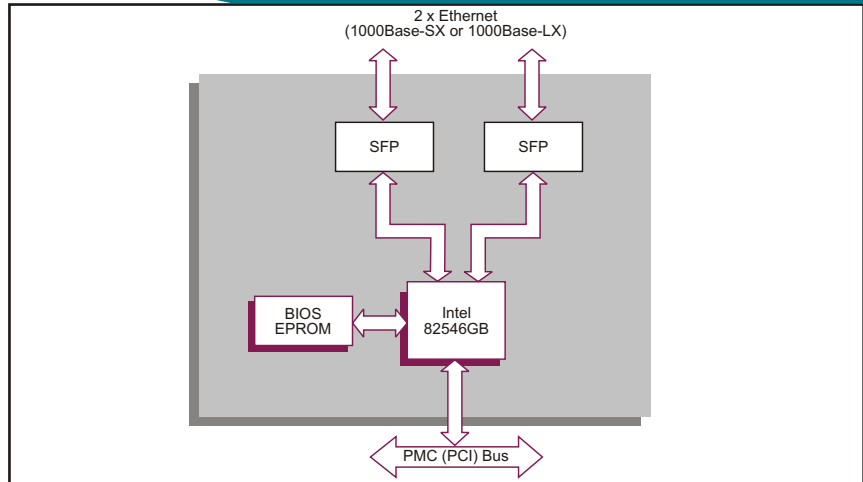 2 x Ethernet
(1000Base-SX or 1000Base-LX)
SFP
SFP
BIOS
EPROM
Intel
82546GB
PMC (PCI) Bus